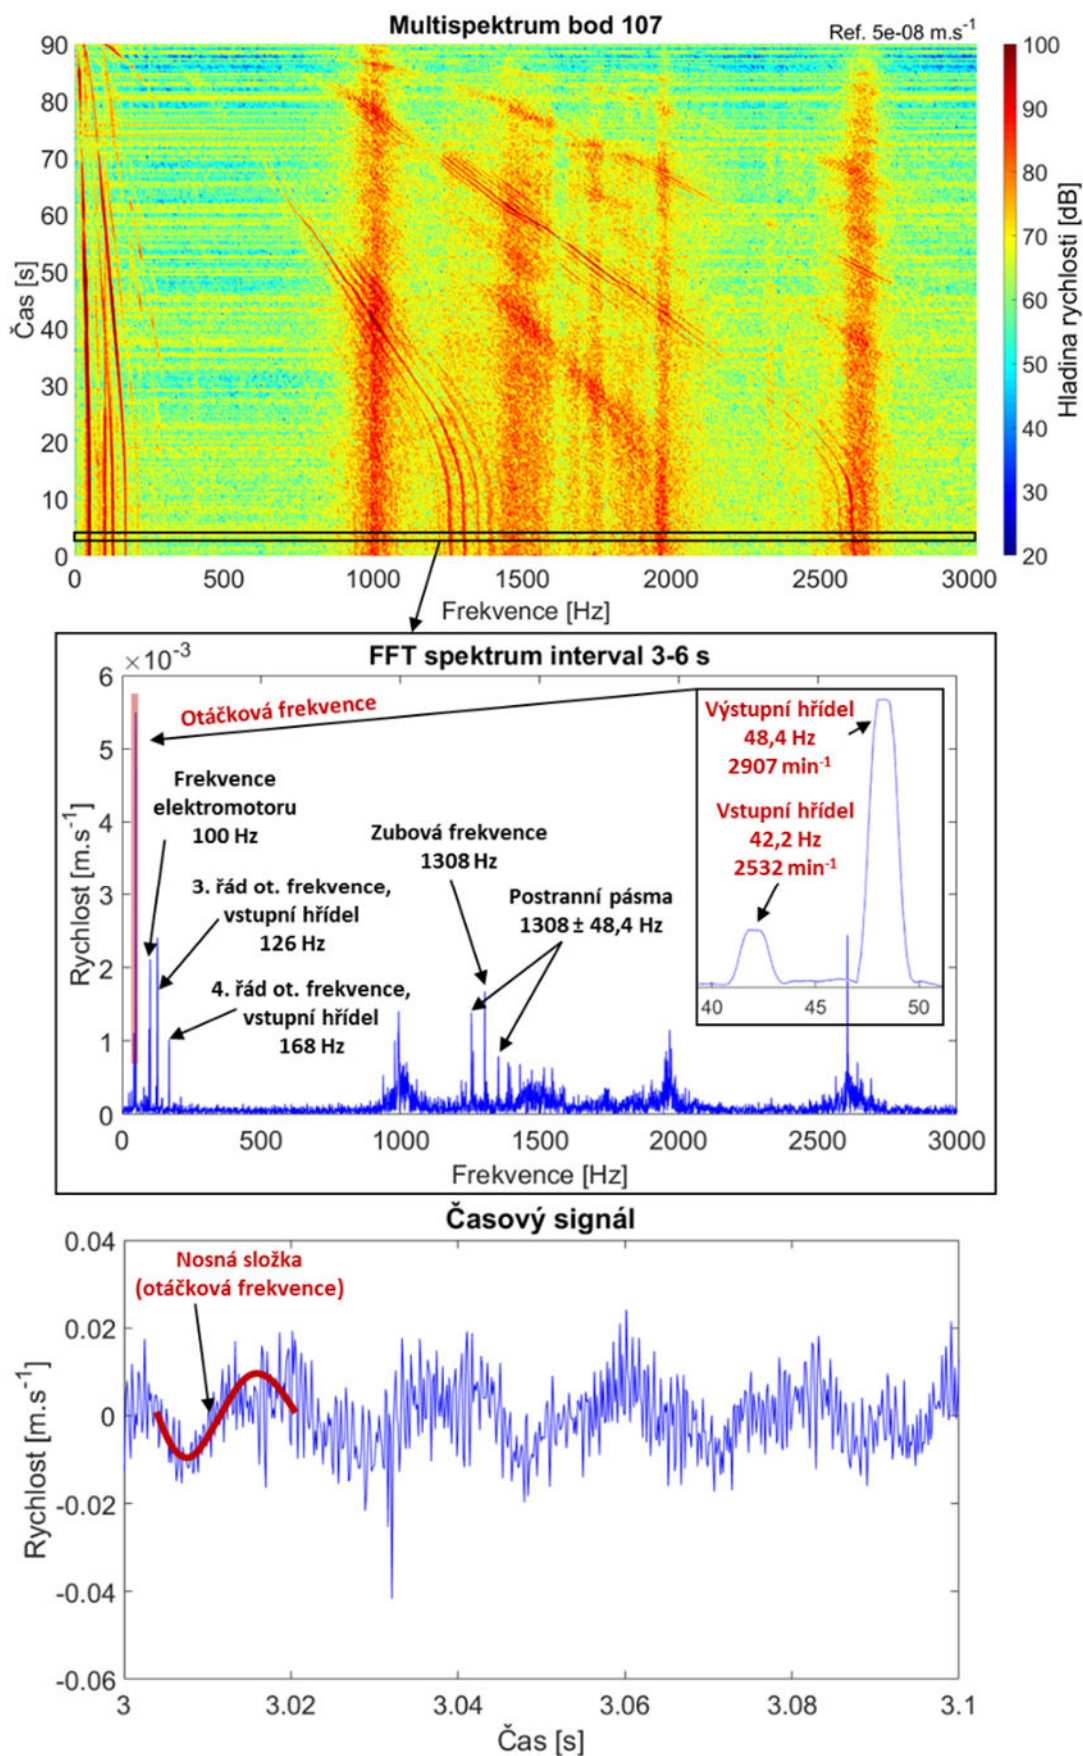 Multispektrum bod 107
Ref. 5e-08 m.s⁻¹
90
80
70
60
50
40
30
20
10
0
Čas [s]
0 500 1000 1500 2000 2500 3000
Frekvence [Hz]
100
90
80
70
60
50
40
30
20
Hladina rychlosti [dB]
FFT spektrum interval 3-6 s
×10⁻³
6
5
4
3
2
1
0
Rychlost [m.s⁻¹]
Otáčková frekvence
Frekvence
elektromotoru
100 Hz
3. řád ot. frekvence,
vstupní hřídel
126 Hz
4. řád ot. frekvence,
vstupní hřídel
168 Hz
Zubová frekvence
1308 Hz
Postranní pásma
1308 ± 48,4 Hz
Výstupní hřídel
48,4 Hz
2907 min⁻¹
Vstupní hřídel
42,2 Hz
2532 min⁻¹
40 45 50
0 500 1000 1500 2000 2500 3000
Frekvence [Hz]
Časový signál
0.04
0.02
0
-0.02
-0.04
-0.06
Rychlost [m.s⁻¹]
Nosná složka
(otáčková frekvence)
3 3.02 3.04 3.06 3.08 3.1
Čas [s]